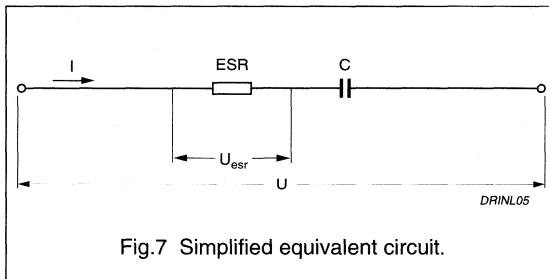 I
ESR
C
U_esr
U
DRINL05
Fig.7 Simplified equivalent circuit.